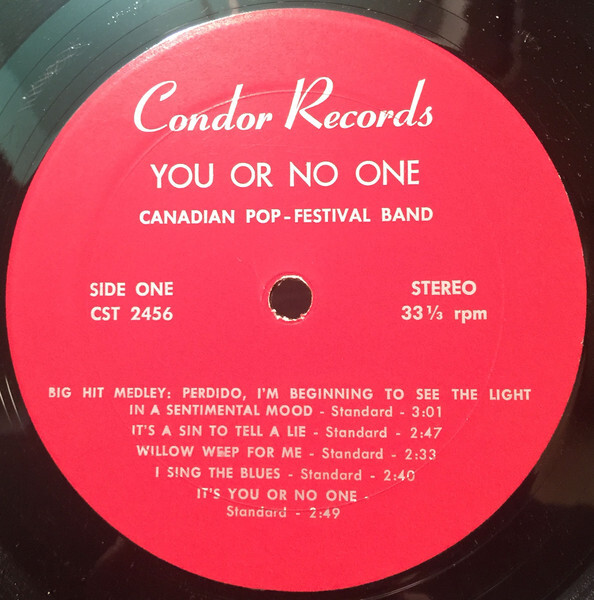 Condor Records
YOU OR NO ONE
CANADIAN POP-FESTIVAL BAND
SIDE ONE
CST 2456
STEREO
33 1/3 rpm
BIG HIT MEDLEY: PERDIDO, I'M BEGINNING TO SEE THE LIGHT
IN A SENTIMENTAL MOOD - Standard - 3:01
IT'S A SIN TO TELL A LIE - Standard - 2:47
WILLOW WEEP FOR ME - Standard - 2:33
I SING THE BLUES - Standard - 2:40
IT'S YOU OR NO ONE -
Standard - 2:49